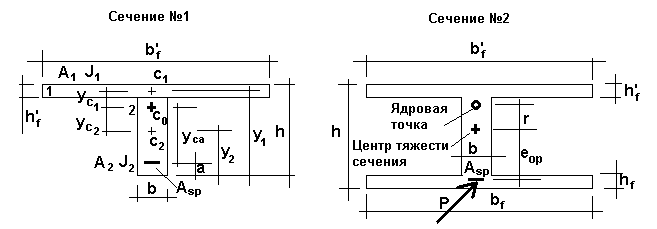 Сечение №1
Сечение №2
b'f
b'f
A1 J1
c1
1
yc1
2
c0
h'f
yc2
c2
yca
y2
y1
h
A2 J2
a
b
Asp
h
h'f
Ядровая
точка
r
Центр тяжести
сечения
b
eop
Asp
hf
P
bf